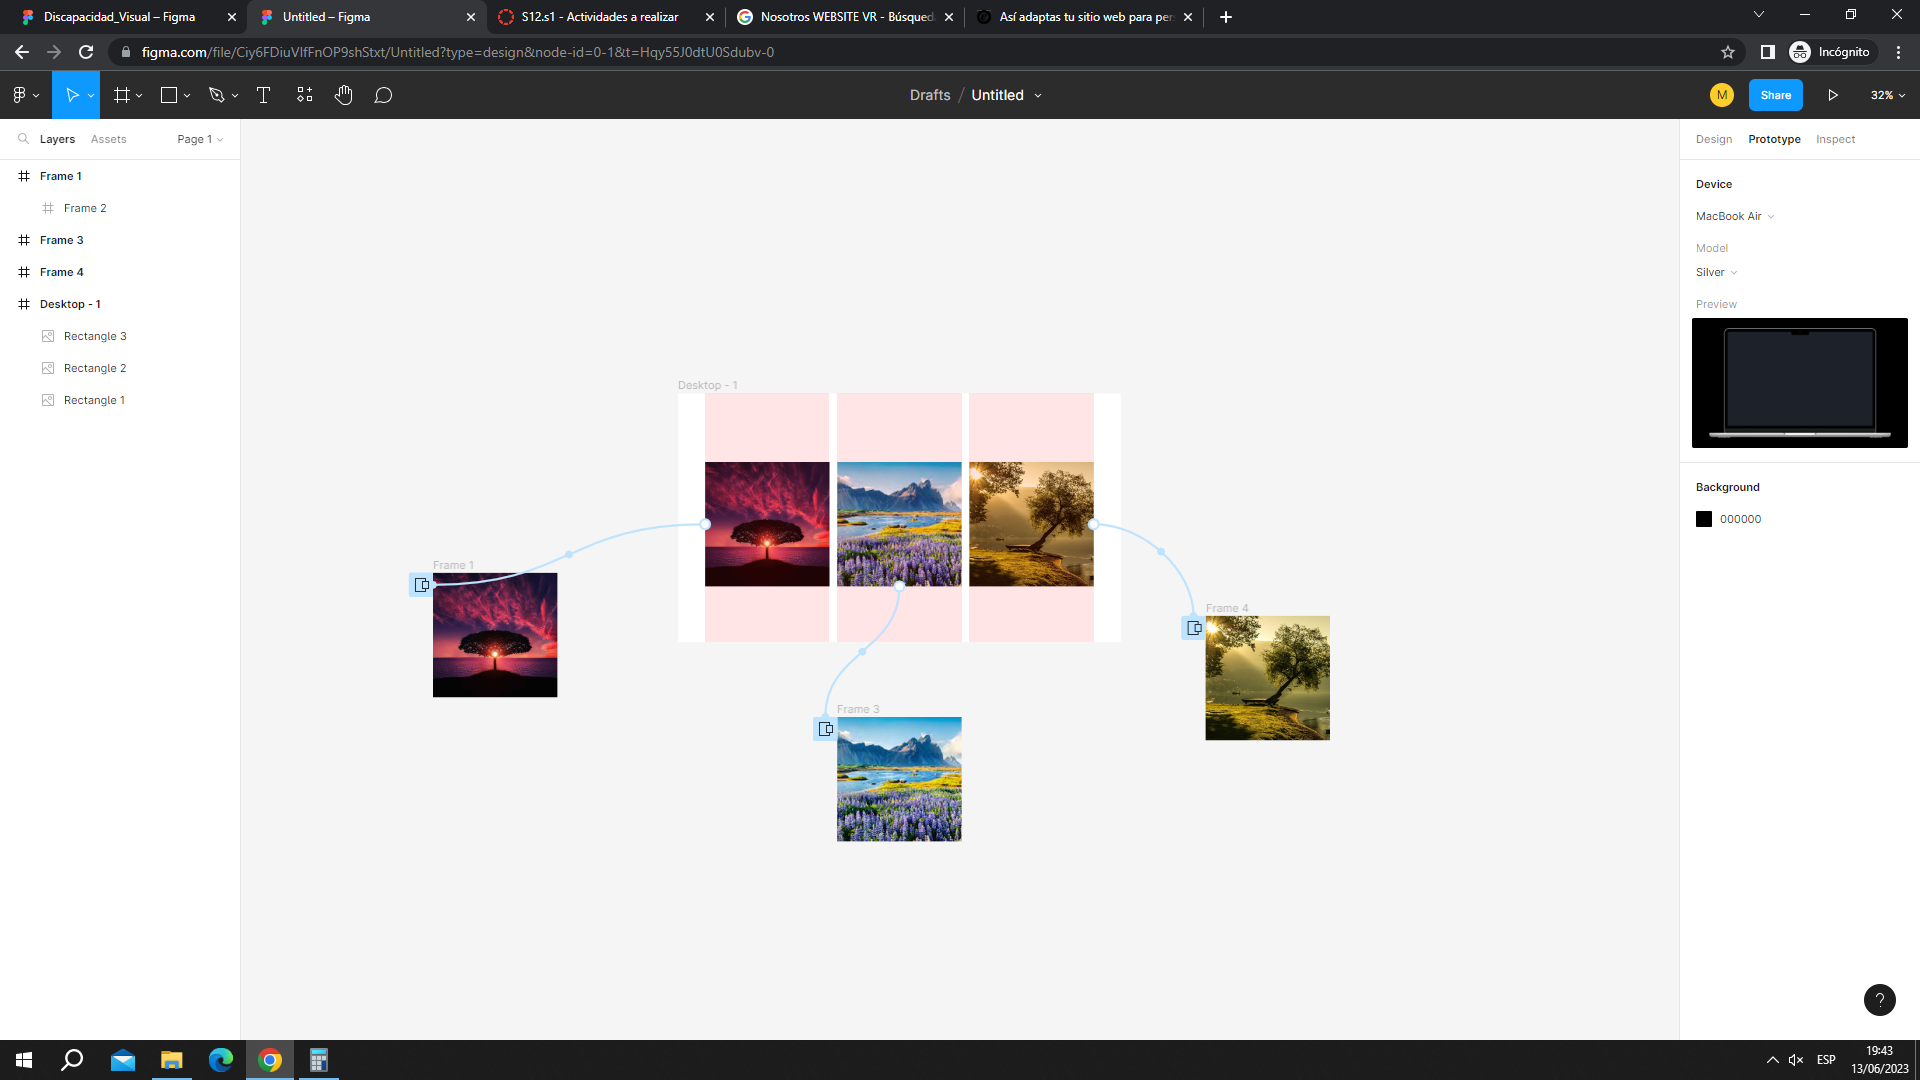 Discapacidad_Visual – Figma
Untitled – Figma
S12.s1 - Actividades a realizar
Nosotros WEBSITE VR - Búsqued
Así adaptas tu sitio web para per
figma.com/file/Ciy6FDiuVlfFnOP9shStxt/Untitled?type=design&node-id=0-1&t=Hqy55J0dtU0Sdubv-0
Incógnito
Drafts / Untitled
M
Share
32%
Layers
Assets
Page 1
Frame 1
Frame 2
Frame 3
Frame 4
Desktop - 1
Rectangle 3
Rectangle 2
Rectangle 1
Desktop - 1
Frame 1
Frame 3
Frame 4
Design
Prototype
Inspect
Device
MacBook Air
Model
Silver
Preview
Background
000000
?
ESP
19:43
13/06/2023